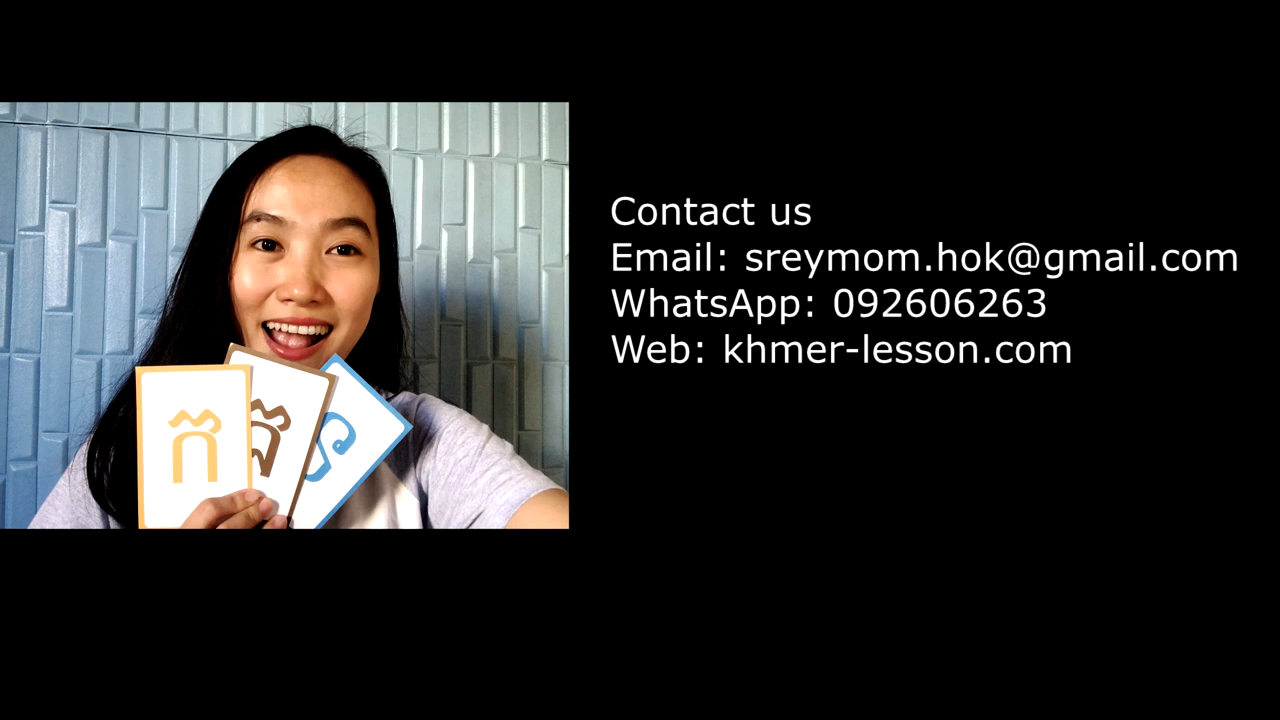 ក
Contact us
Email: sreymom.hok@gmail.com
WhatsApp: 092606263
Web: khmer-lesson.com